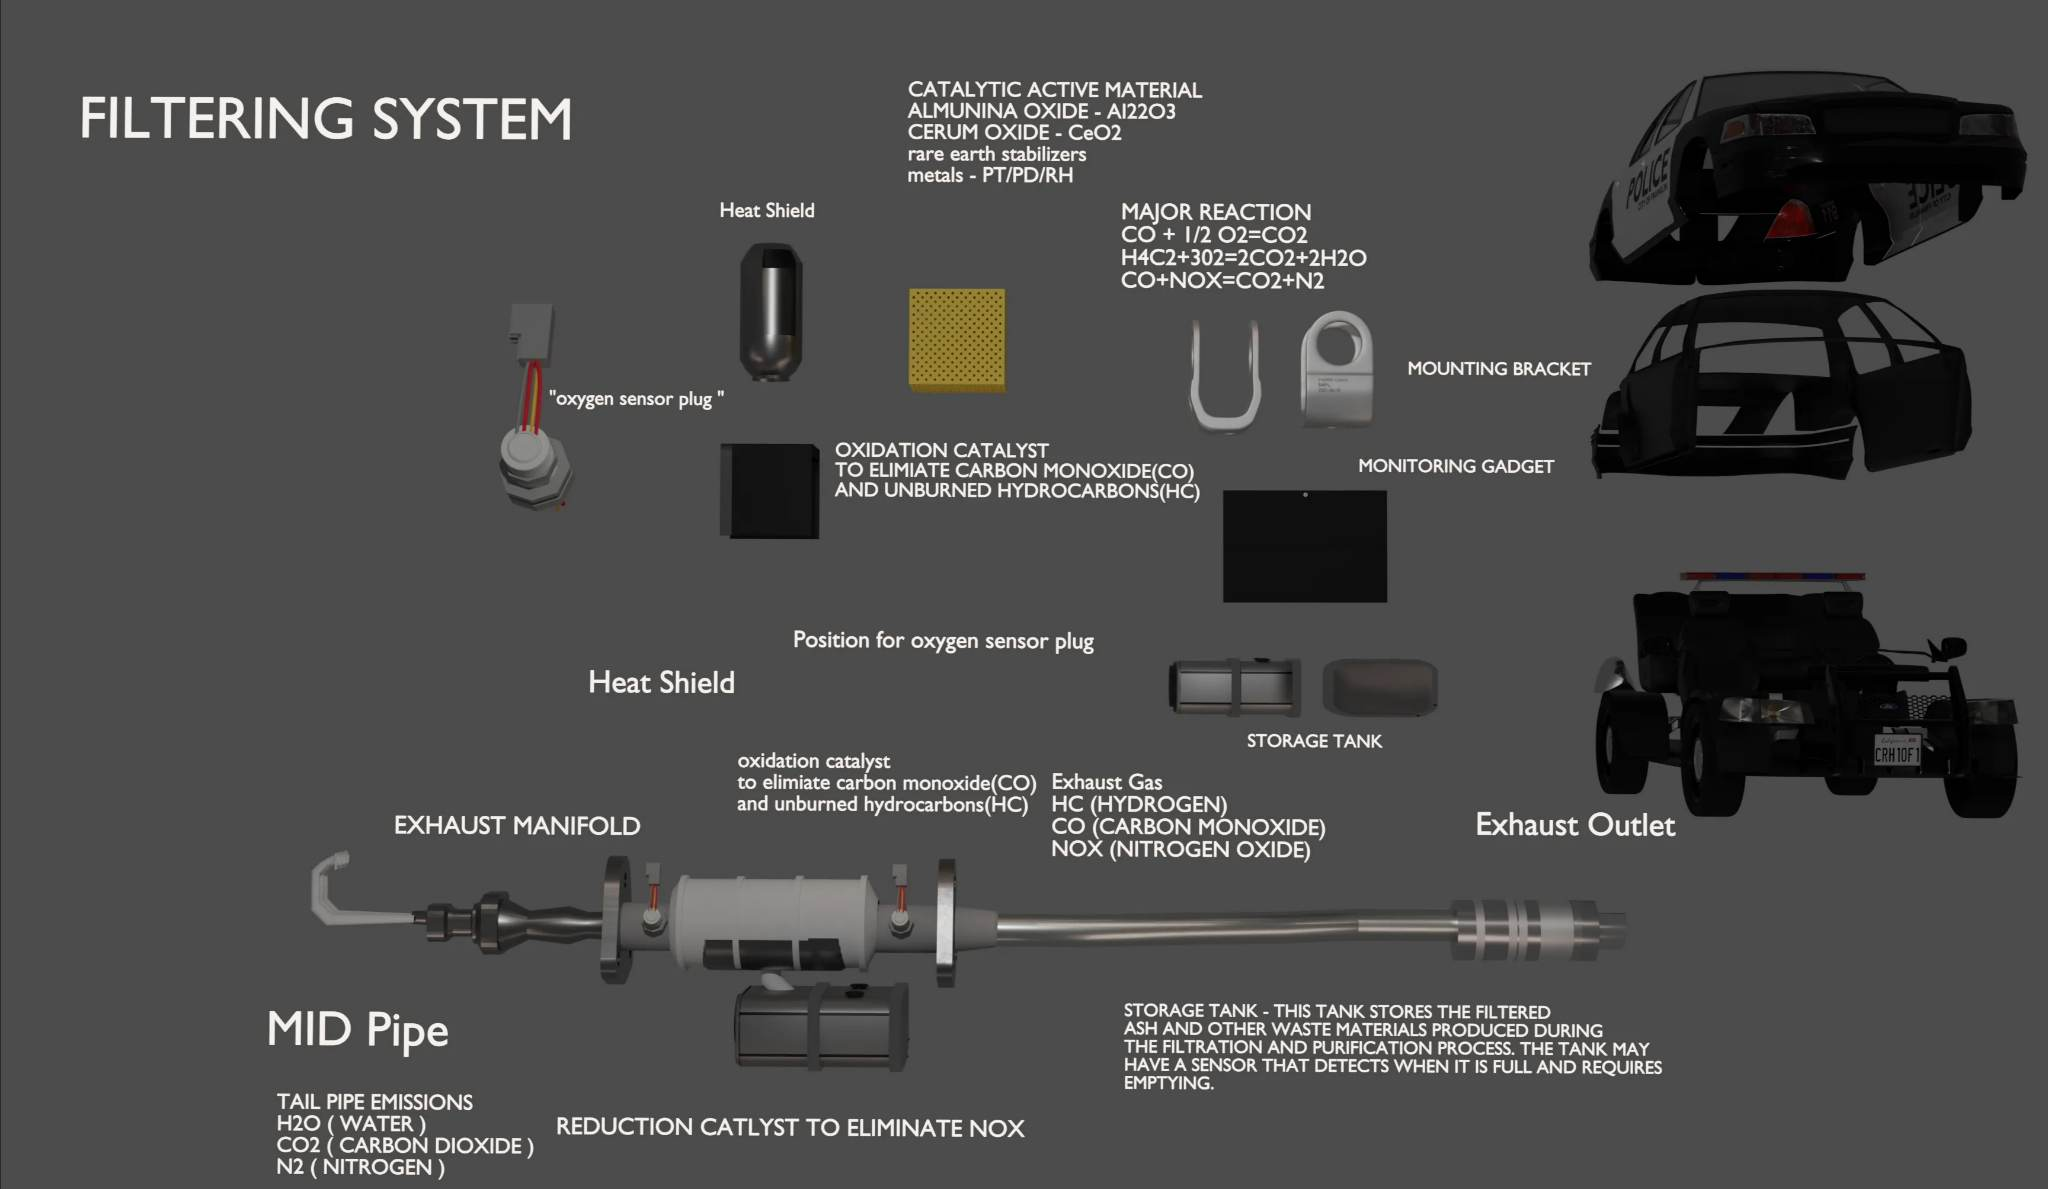 FILTERING SYSTEM
CATALYTIC ACTIVE MATERIAL
ALMUNINA OXIDE - Al22O3
CERUM OXIDE - CeO2
rare earth stabilizers
metals - PT/PD/RH
Heat Shield
MAJOR REACTION
CO + 1/2 O2=CO2
H4C2+302=2CO2+2H2O
CO+NOX=CO2+N2
POLICE
"oxygen sensor plug "
MOUNTING BRACKET
OXIDATION CATALYST
TO ELIMIATE CARBON MONOXIDE(CO)
AND UNBURNED HYDROCARBONS(HC)
MONITORING GADGET
Position for oxygen sensor plug
Heat Shield
STORAGE TANK
CRH10F1
oxidation catalyst
to elimiate carbon monoxide(CO)
and unburned hydrocarbons(HC)
Exhaust Gas
HC (HYDROGEN)
CO (CARBON MONOXIDE)
NOX (NITROGEN OXIDE)
EXHAUST MANIFOLD
Exhaust Outlet
MID Pipe
STORAGE TANK - THIS TANK STORES THE FILTERED
ASH AND OTHER WASTE MATERIALS PRODUCED DURING
THE FILTRATION AND PURIFICATION PROCESS. THE TANK MAY
HAVE A SENSOR THAT DETECTS WHEN IT IS FULL AND REQUIRES
EMPTYING.
TAIL PIPE EMISSIONS
H2O ( WATER )
CO2 ( CARBON DIOXIDE )
N2 ( NITROGEN )
REDUCTION CATLYST TO ELIMINATE NOX